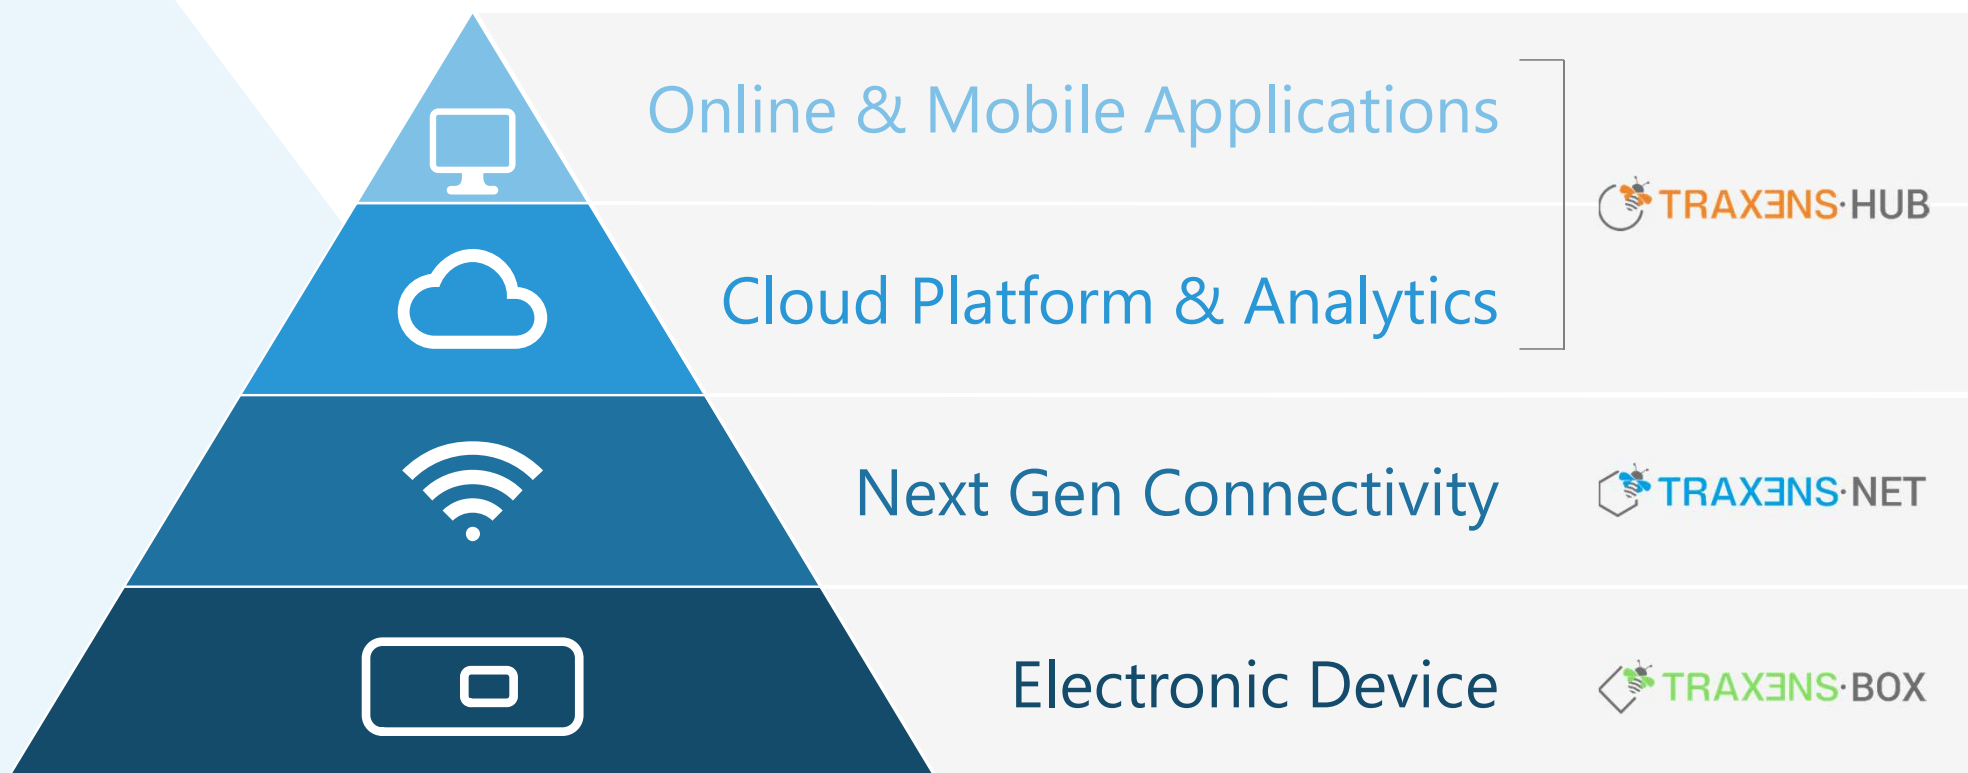 Online & Mobile Applications
TRAXENS·HUB
Cloud Platform & Analytics
Next Gen Connectivity
TRAXENS·NET
Electronic Device
TRAXENS·BOX